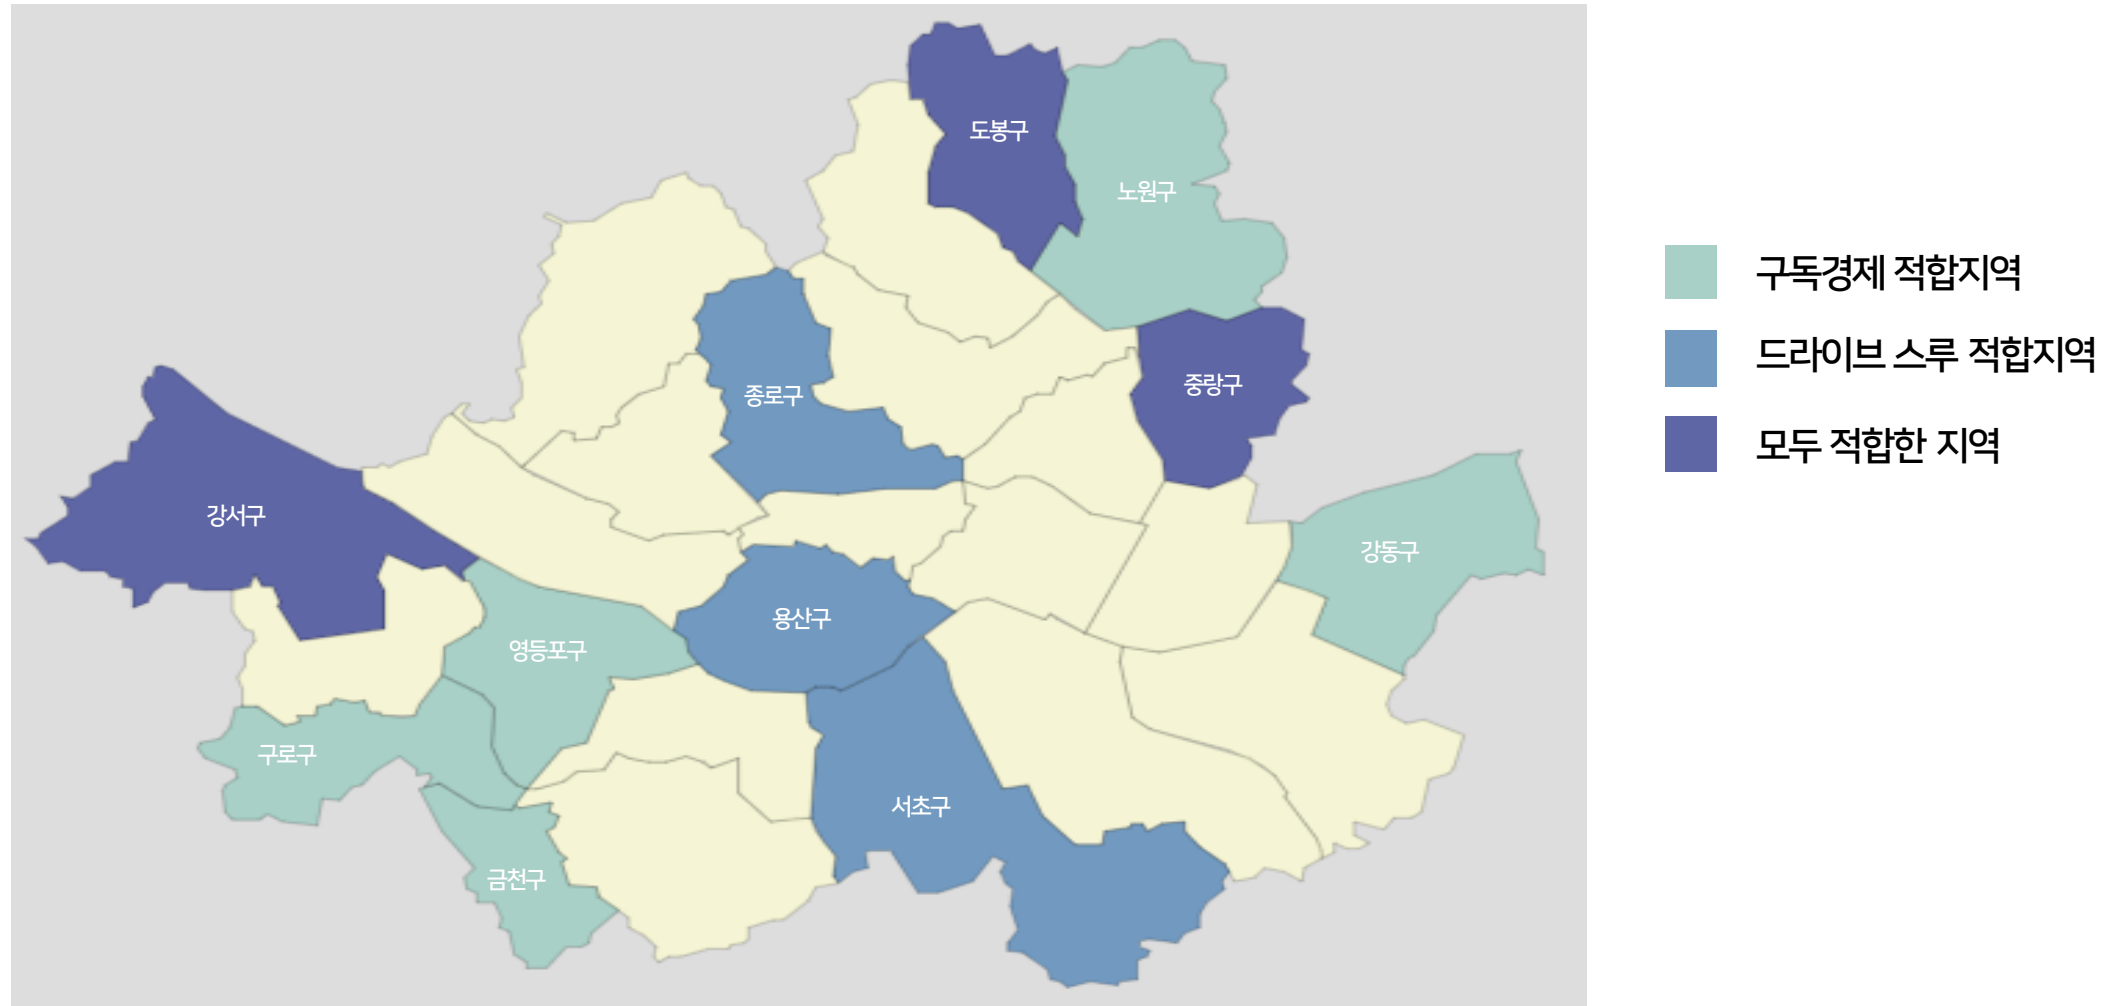 도봉구
노원구
종로구
중랑구
강서구
강동구
용산구
영등포구
구로구
서초구
금천구
구독경제 적합지역
드라이브 스루 적합지역
모두 적합한 지역